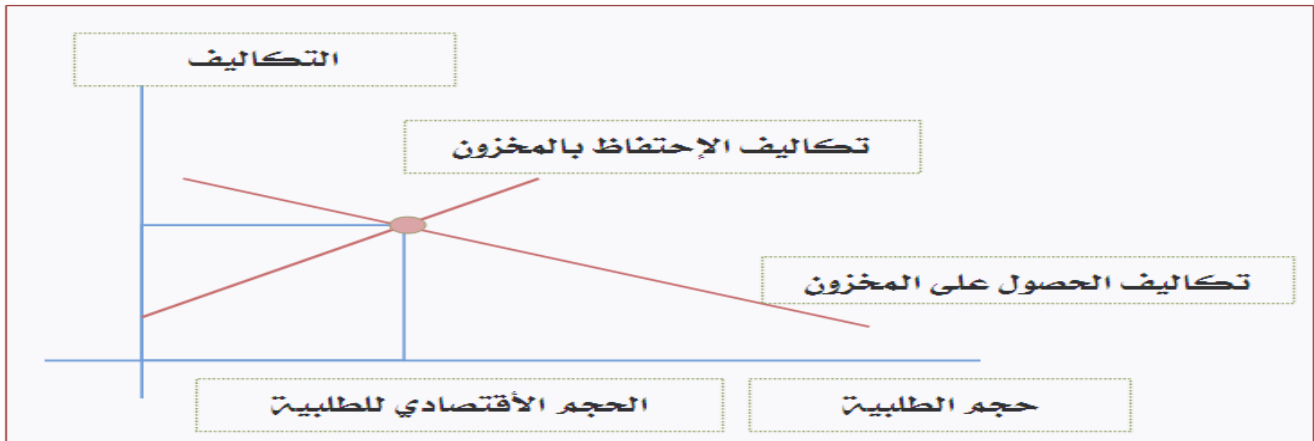 التكاليف
تكاليف الإحتفاظ بالمخزون
تكاليف الحصول على المخزون
الحجم الأقتصادي للطلبية
حجم الطلبية